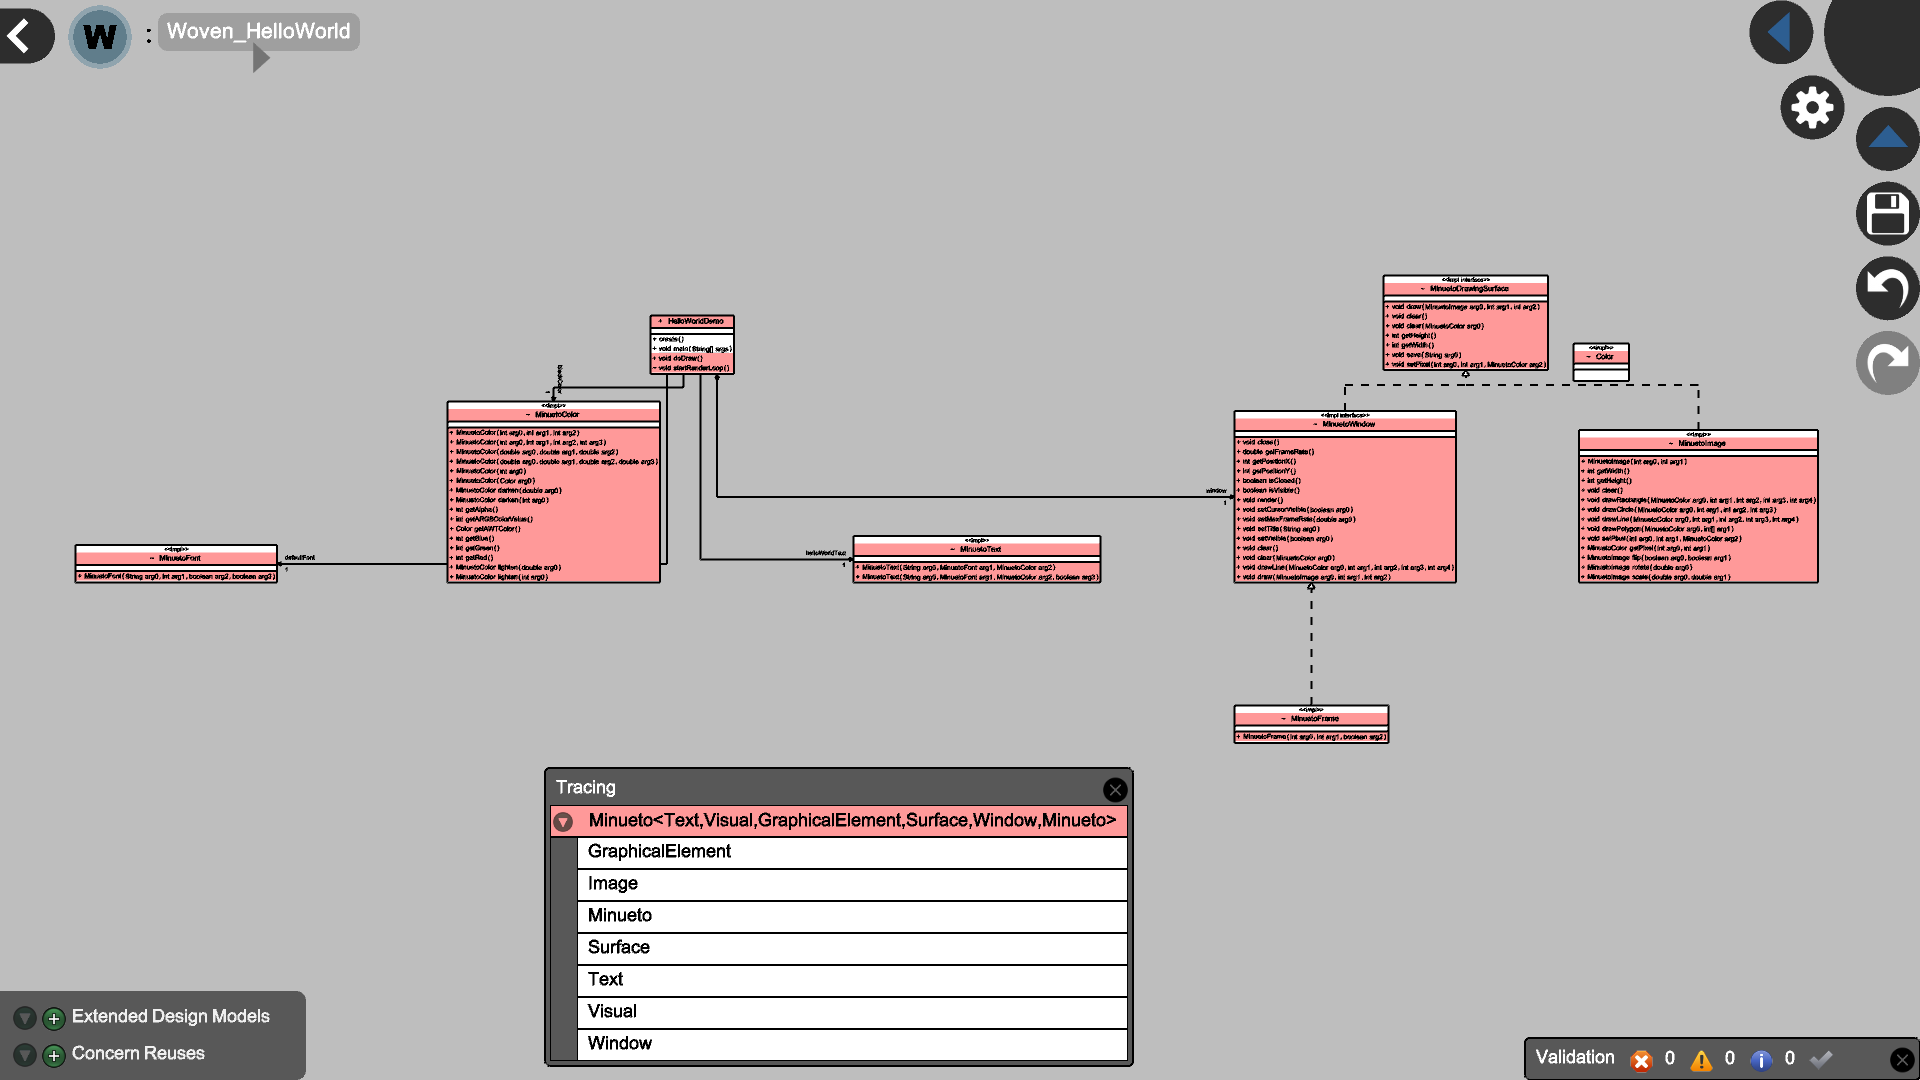 W : Woven_HelloWorld
<<impl interface>>
~ MinuetoDrawingSurface
+ void draw(MinuetoImage arg0, int arg1, int arg2)
+ void clear()
+ void clear(MinuetoColor arg0)
+ int getHeight()
+ int getWidth()
+ void save(String arg0)
+ void setPixel(int arg0, int arg1, MinuetoColor arg2)
+ HelloWorldDemo
+ create()
+ void main(String[] args)
+ void doDraw()
~ void startRenderLoop()
<<impl>>
~ Color
<<impl>>
~ MinuetoColor
+ MinuetoColor(int arg0, int arg1, int arg2)
+ MinuetoColor(int arg0, int arg1, int arg2, int arg3)
+ MinuetoColor(double arg0, double arg1, double arg2)
+ MinuetoColor(double arg0, double arg1, double arg2, double arg3)
+ MinuetoColor(int arg0)
+ MinuetoColor(Color arg0)
+ MinuetoColor darken(double arg0)
+ MinuetoColor darken(int arg0)
+ int getAlpha()
+ int getARGBColorValue()
+ Color getAWTColor()
+ int getBlue()
+ int getGreen()
+ int getRed()
+ MinuetoColor lighten(double arg0)
+ MinuetoColor lighten(int arg0)
<<impl interface>>
~ MinuetoWindow
+ void close()
+ double getFrameRate()
+ int getPositionX()
+ int getPositionY()
+ boolean isClosed()
+ boolean isVisible()
+ void render()
+ void setCursorVisible(boolean arg0)
+ void setMaxFrameRate(double arg0)
+ void setTitle(String arg0)
+ void setVisible(boolean arg0)
+ void clear()
+ void clear(MinuetoColor arg0)
+ void drawLine(MinuetoColor arg0, int arg1, int arg2, int arg3, int arg4)
+ void draw(MinuetoImage arg0, int arg1, int arg2)
window
1
<<impl>>
~ MinuetoImage
+ MinuetoImage(int arg0, int arg1)
+ int getWidth()
+ int getHeight()
+ void clear()
+ void drawRectangle(MinuetoColor arg0, int arg1, int arg2, int arg3, int arg4)
+ void drawCircle(MinuetoColor arg0, int arg1, int arg2, int arg3)
+ void drawLine(MinuetoColor arg0, int arg1, int arg2, int arg3, int arg4)
+ void drawPolygon(MinuetoColor arg0, int[] arg1)
+ void setPixel(int arg0, int arg1, MinuetoColor arg2)
+ MinuetoColor getPixel(int arg0, int arg1)
+ MinuetoImage flip(boolean arg0, boolean arg1)
+ MinuetoImage rotate(double arg0)
+ MinuetoImage scale(double arg0, double arg1)
<<impl>>
~ MinuetoFont
+ MinuetoFont(String arg0, int arg1, boolean arg2, boolean arg3)
defaultFont
1
helloWorldText
1
<<impl>>
~ MinuetoText
+ MinuetoText(String arg0, MinuetoFont arg1, MinuetoColor arg2)
+ MinuetoText(String arg0, MinuetoFont arg1, MinuetoColor arg2, boolean arg3)
<<impl>>
~ MinuetoFrame
+ MinuetoFrame(int arg0, int arg1, boolean arg2)
Tracing
Minueto<Text,Visual,GraphicalElement,Surface,Window,Minueto>
GraphicalElement
Image
Minueto
Surface
Text
Visual
Window
Extended Design Models
Concern Reuses
Validation 0 0 0